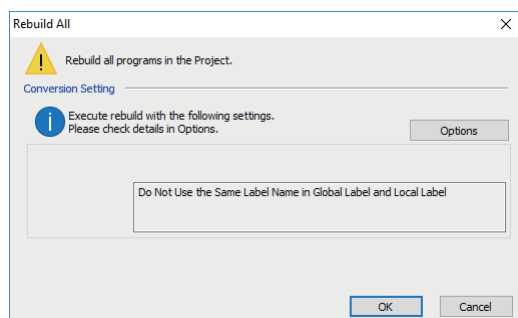 Rebuild All
Rebuild all programs in the Project.
Conversion Setting
Execute rebuild with the following settings.
Please check details in Options.
Options
Do Not Use the Same Label Name in Global Label and Local Label
OK
Cancel